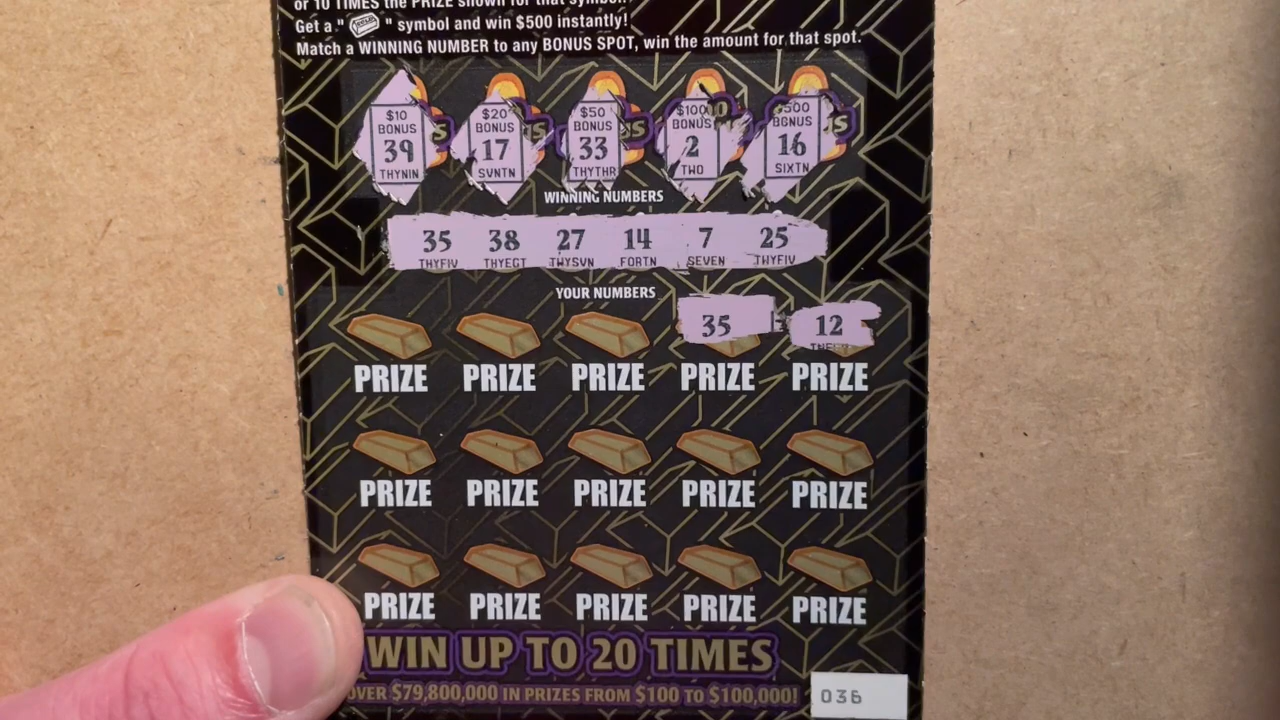 or 10 TIMES the PRIZE shown for that symbol!
Get a " GOLD " symbol and win $500 instantly!
Match a WINNING NUMBER to any BONUS SPOT, win the amount for that spot.
$10 $20 $50 $100 $500
BONUS BONUS BONUS BONUS BONUS
39 17 33 2 16
THYNIN SVNTN THYTHR TWO SIXTN
WINNING NUMBERS
35 38 27 14 7 25
THYFIV THYEGT TWYSVN FORTN SEVEN TWYFIV
YOUR NUMBERS
35 12
PRIZE PRIZE PRIZE PRIZE PRIZE
PRIZE PRIZE PRIZE PRIZE PRIZE
PRIZE PRIZE PRIZE PRIZE PRIZE
WIN UP TO 20 TIMES
OVER $79,800,000 IN PRIZES FROM $100 TO $100,000!
036